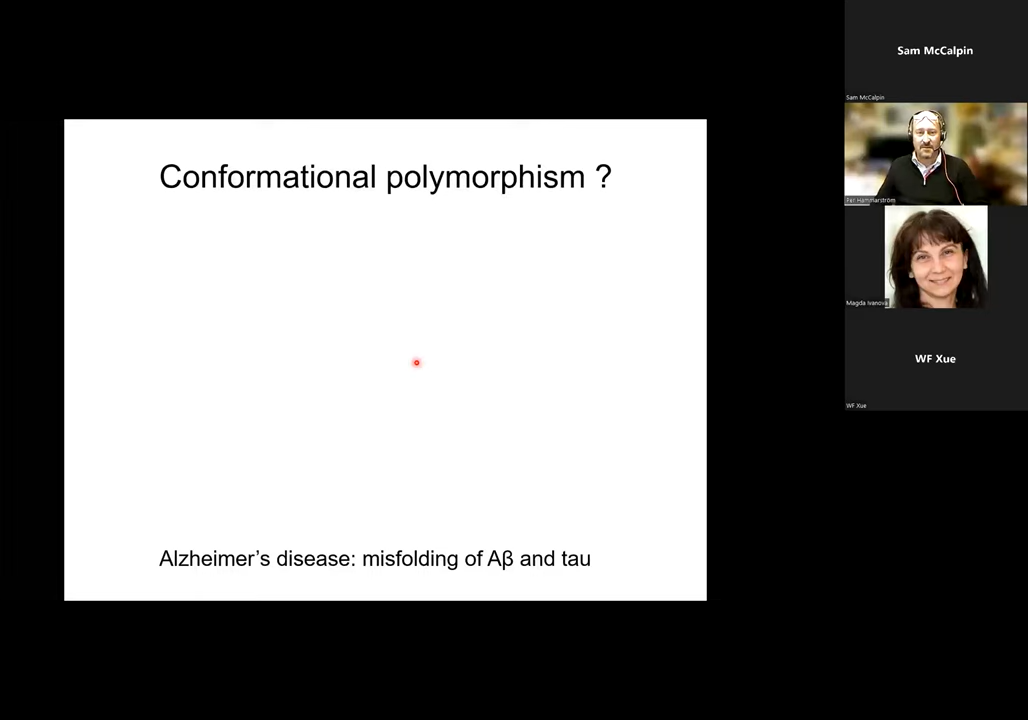 Conformational polymorphism ?
Alzheimer’s disease: misfolding of Aβ and tau
Sam McCalpin
Sam McCalpin
Per Hammarström
Magda Ivanova
WF Xue
WF Xue